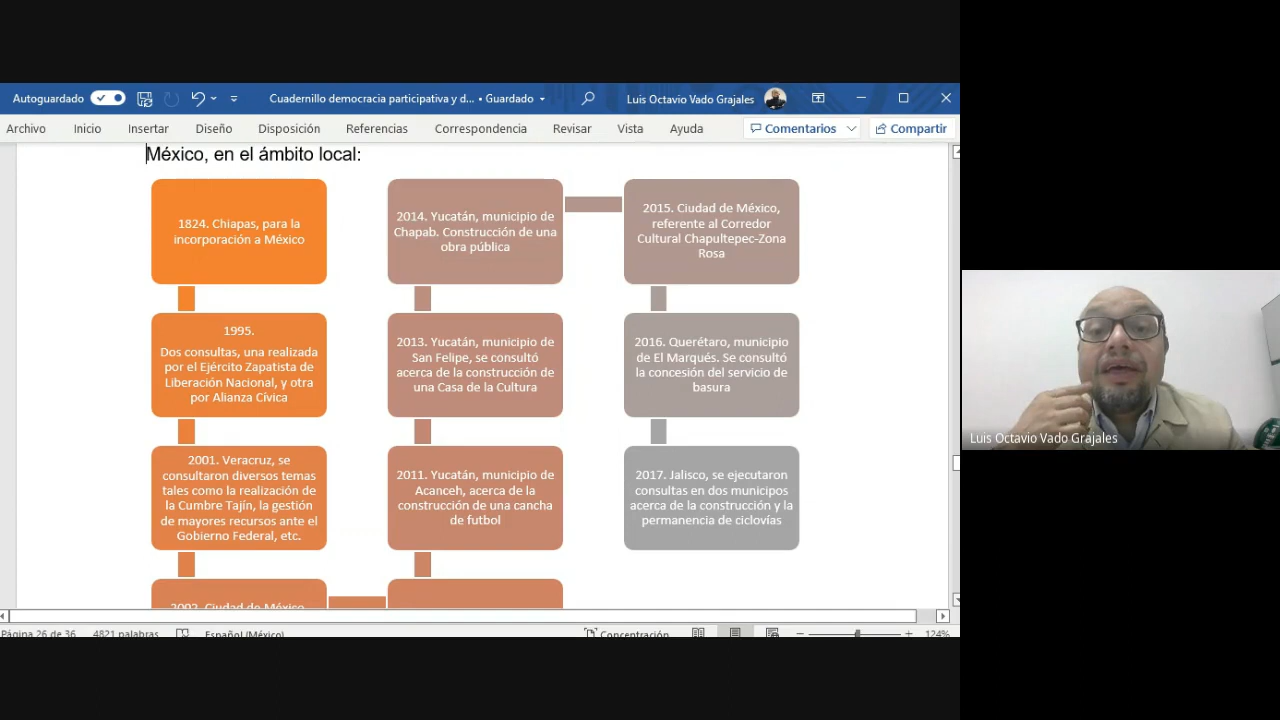 Autoguardado
Cuadernillo democracia participativa y d... • Guardado
Luis Octavio Vado Grajales
Archivo
Inicio
Insertar
Diseño
Disposición
Referencias
Correspondencia
Revisar
Vista
Ayuda
Comentarios
Compartir
México, en el ámbito local:
1824. Chiapas, para la
incorporación a México
1995.
Dos consultas, una realizada
por el Ejército Zapatista de
Liberación Nacional, y otra
por Alianza Cívica
2001. Veracruz, se
consultaron diversos temas
tales como la realización de
la Cumbre Tajín, la gestión
de mayores recursos ante el
Gobierno Federal, etc.
2002. Ciudad de México
2014. Yucatán, municipio de
Chapab. Construcción de una
obra pública
2013. Yucatán, municipio de
San Felipe, se consultó
acerca de la construcción de
una Casa de la Cultura
2011. Yucatán, municipio de
Acanceh, acerca de la
construcción de una cancha
de futbol
2015. Ciudad de México,
referente al Corredor
Cultural Chapultepec-Zona
Rosa
2016. Querétaro, municipio
de El Marqués. Se consultó
la concesión del servicio de
basura
2017. Jalisco, se ejecutaron
consultas en dos municipos
acerca de la construcción y la
permanencia de ciclovías
Página 26 de 36
4821 palabras
Español (México)
Concentración
124%
Luis Octavio Vado Grajales